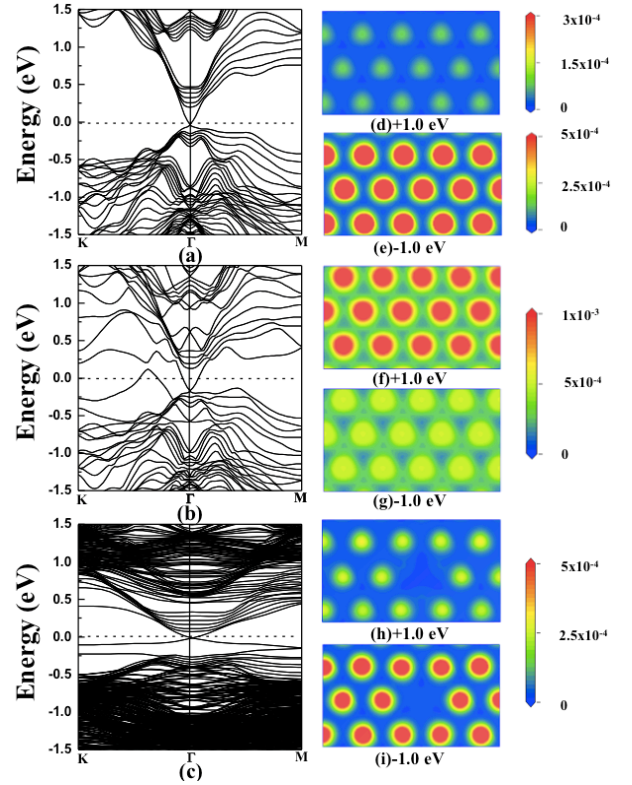 1.5
1.0
0.5
0.0
-0.5
-1.0
-1.5
Energy (eV)
K
Γ
M
(a)
3x10⁻⁴
1.5x10⁻⁴
0
(d)+1.0 eV
5x10⁻⁴
2.5x10⁻⁴
0
(e)-1.0 eV
1.5
1.0
0.5
0.0
-0.5
-1.0
-1.5
Energy (eV)
K
Γ
M
(b)
(f)+1.0 eV
1x10⁻³
5x10⁻⁴
0
(g)-1.0 eV
1.5
1.0
0.5
0.0
-0.5
-1.0
-1.5
Energy (eV)
K
Γ
M
(c)
(h)+1.0 eV
5x10⁻⁴
2.5x10⁻⁴
0
(i)-1.0 eV